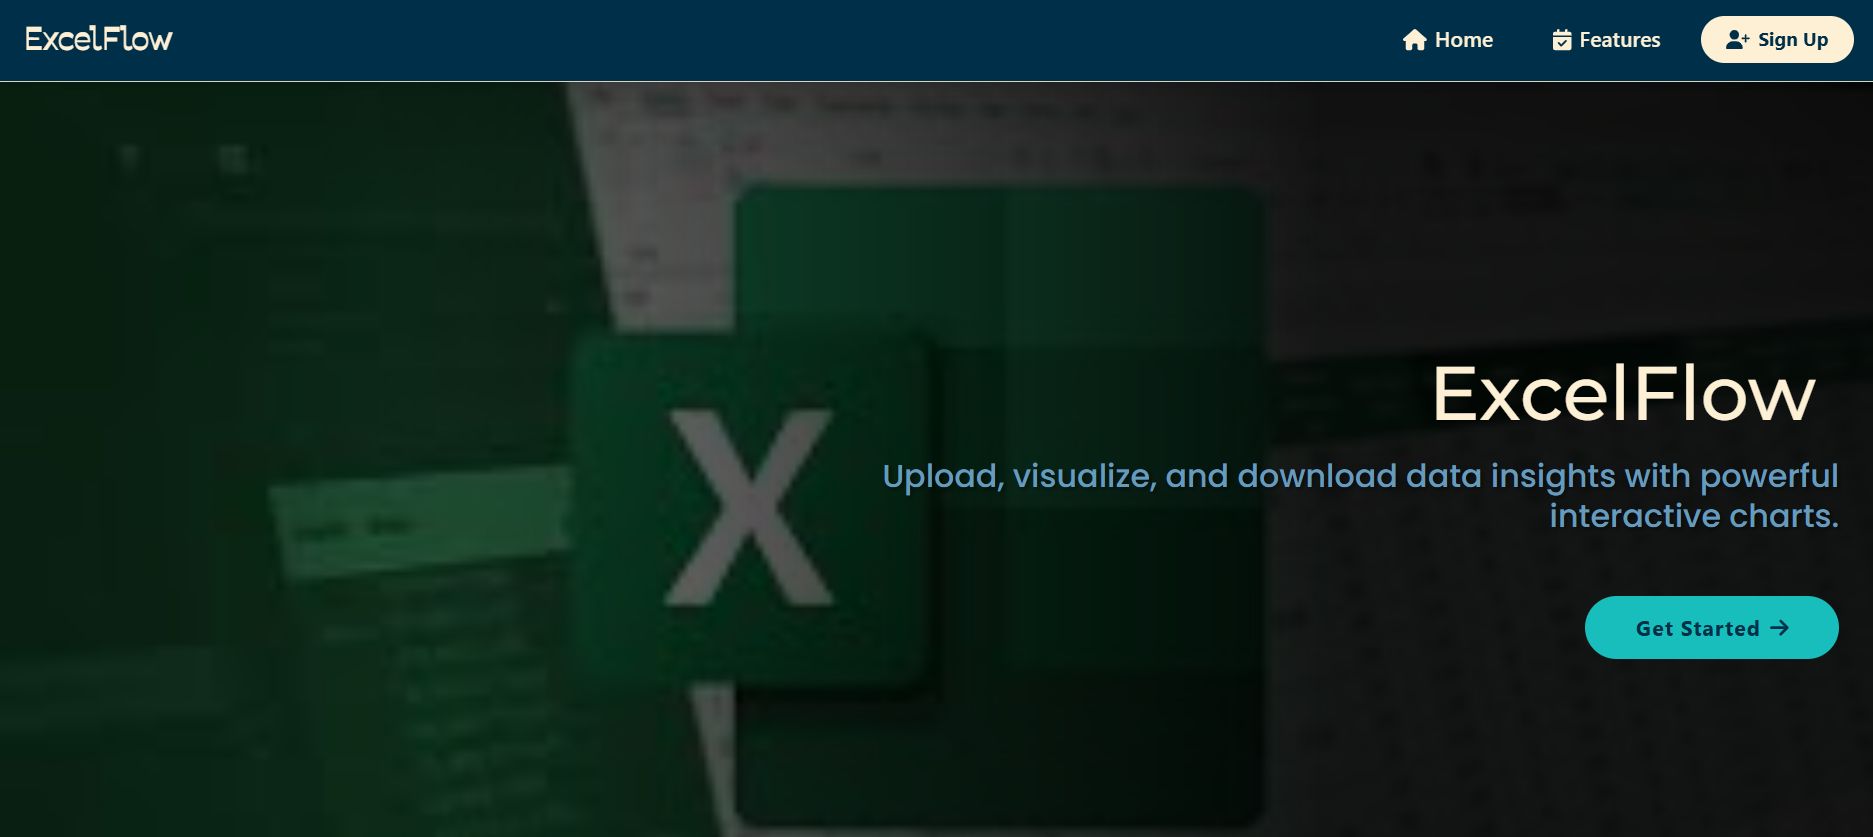 ExcelFlow
Home
Features
Sign Up
ExcelFlow
X
Upload, visualize, and download data insights with powerful
interactive charts.
Get Started